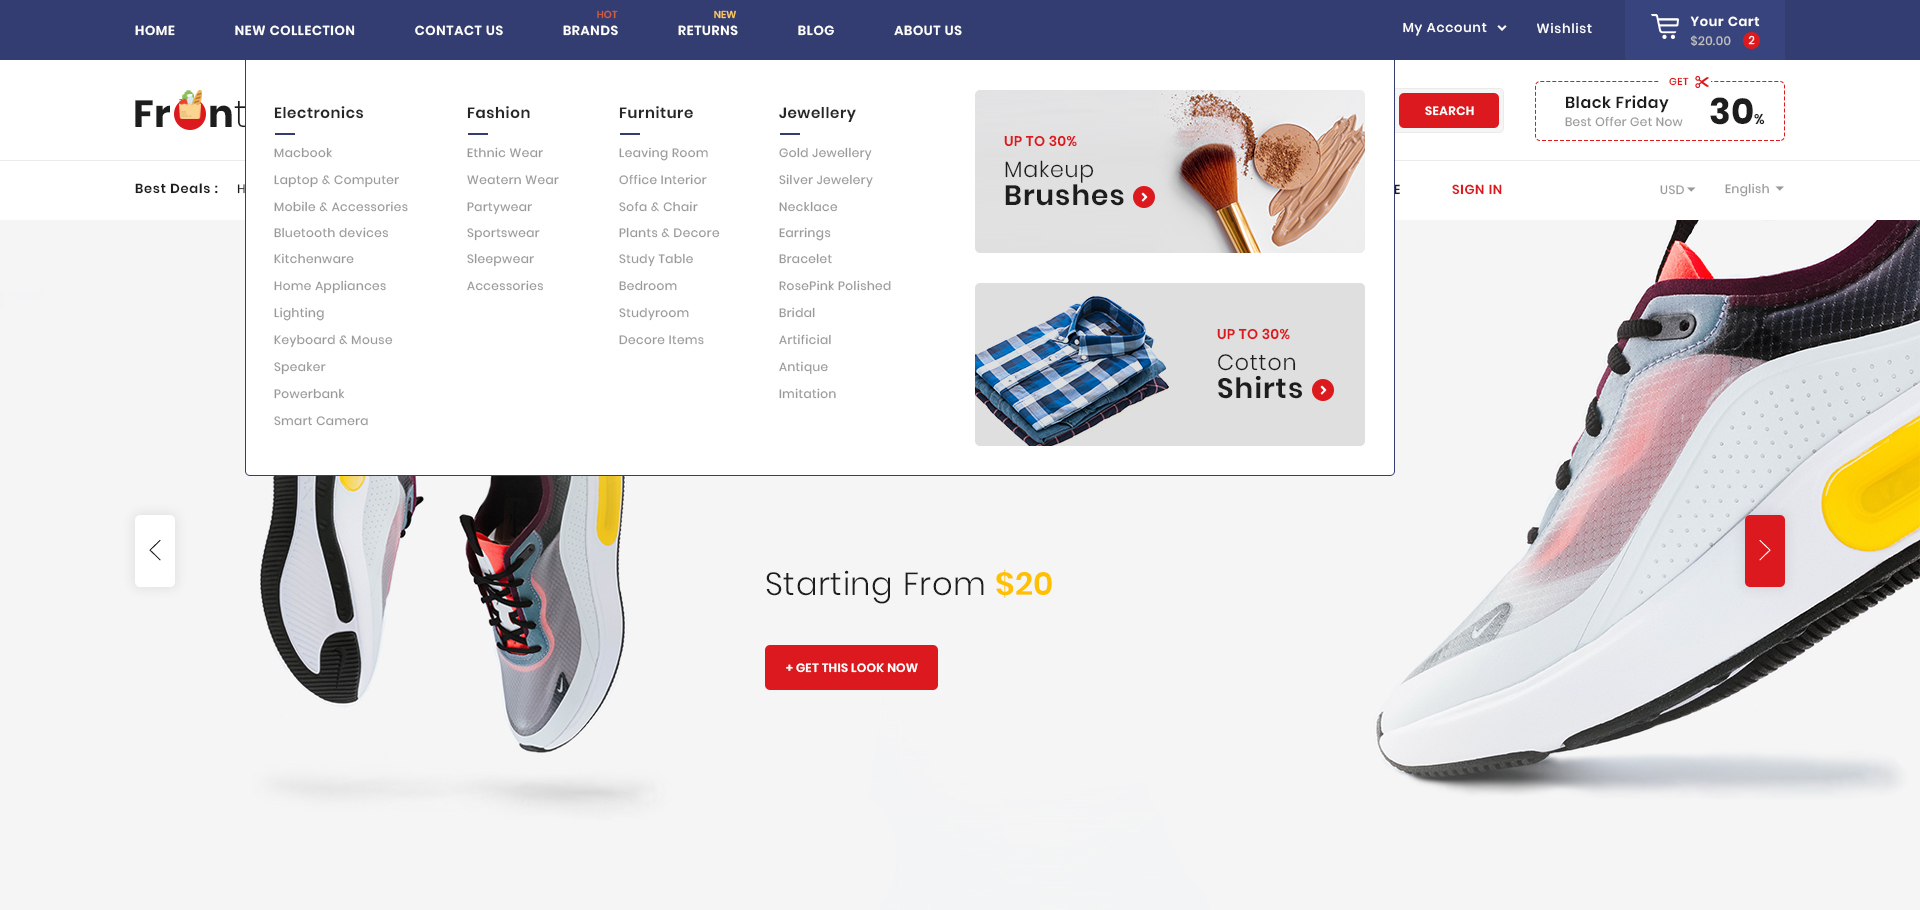 HOME
NEW COLLECTION
CONTACT US
HOT
BRANDS
NEW
RETURNS
BLOG
ABOUT US
My Account
Wishlist
Your Cart
$20.00 2
Electronics
Macbook
Laptop & Computer
Mobile & Accessories
Bluetooth devices
Kitchenware
Home Appliances
Lighting
Keyboard & Mouse
Speaker
Powerbank
Smart Camera
Fashion
Ethnic Wear
Weatern Wear
Partywear
Sportswear
Sleepwear
Accessories
Furniture
Leaving Room
Office Interior
Sofa & Chair
Plants & Decore
Study Table
Bedroom
Studyroom
Decore Items
Jewellery
Gold Jewellery
Silver Jewelery
Necklace
Earrings
Bracelet
RosePink Polished
Bridal
Artificial
Antique
Imitation
UP TO 30%
Makeup
Brushes
UP TO 30%
Cotton
Shirts
SEARCH
GET
Black Friday
Best Offer Get Now
30%
Best Deals :
SIGN IN
USD
English
Starting From $20
+ GET THIS LOOK NOW